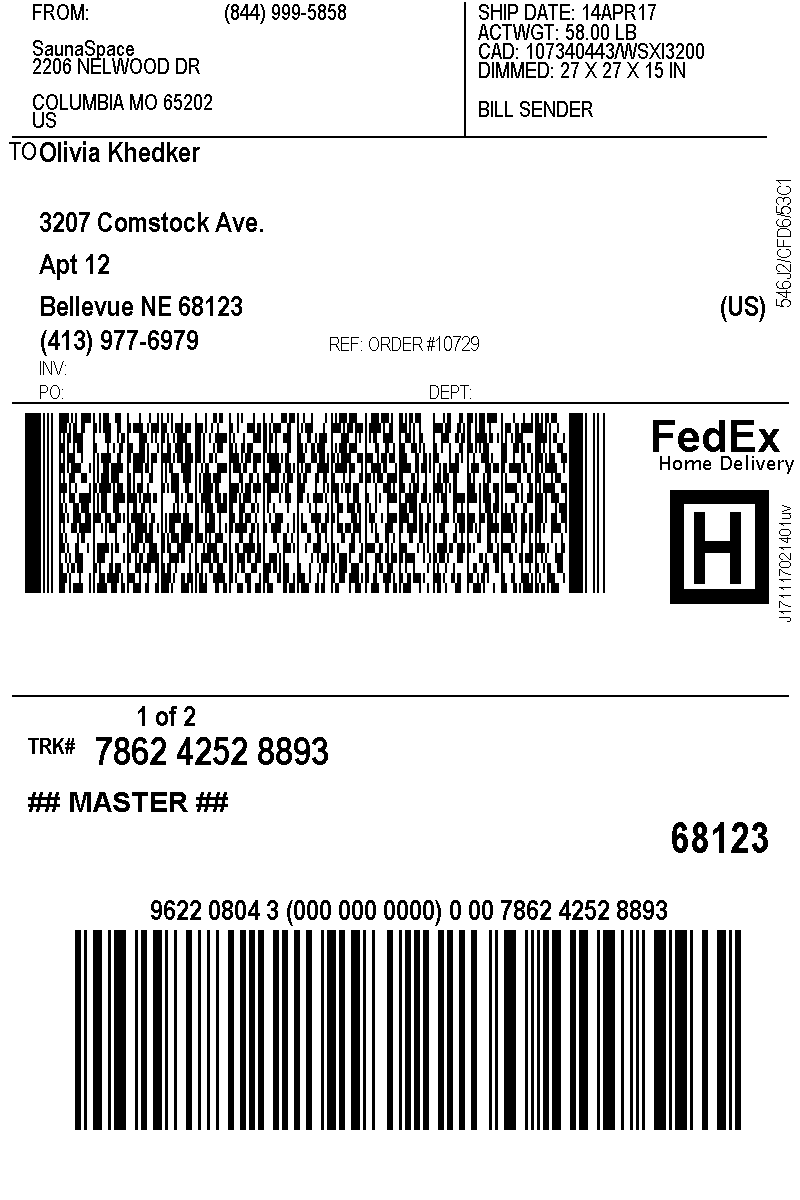 FROM: (844) 999-5858
SaunaSpace
2206 NELWOOD DR
COLUMBIA MO 65202
US
SHIP DATE: 14APR17
ACTWGT: 58.00 LB
CAD: 107340443/WSXI3200
DIMMED: 27 X 27 X 15 IN
BILL SENDER
TO Olivia Khedker
3207 Comstock Ave.
Apt 12
Bellevue NE 68123 (US)
(413) 977-6979 REF: ORDER #10729
INV:
PO: DEPT:
546J2/CFD6/53C1
FedEx
Home Delivery
H
J171117021401uv
1 of 2
TRK# 7862 4252 8893
## MASTER ##
68123
9622 0804 3 (000 000 0000) 0 00 7862 4252 8893